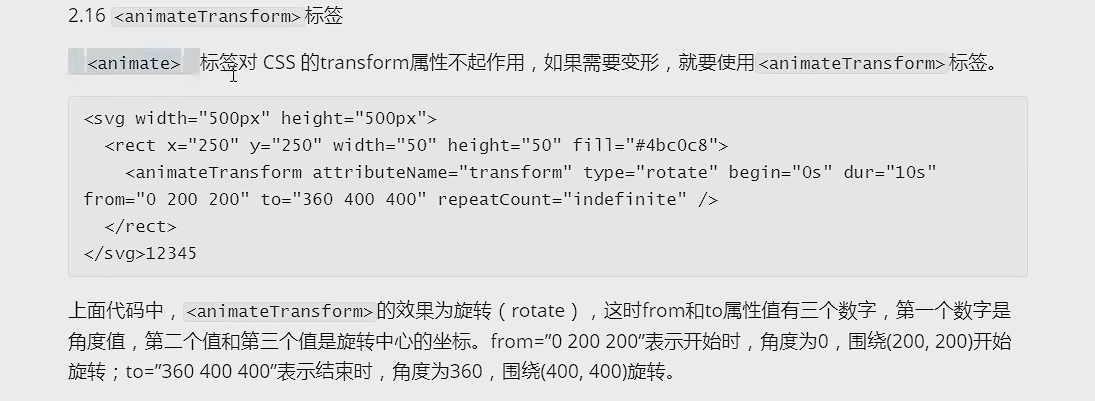 2.16 <animateTransform>标签
<animate> 标签对 CSS 的transform属性不起作用，如果需要变形，就要使用<animateTransform>标签。
<svg width="500px" height="500px">
  <rect x="250" y="250" width="50" height="50" fill="#4bc0c8">
    <animateTransform attributeName="transform" type="rotate" begin="0s" dur="10s"
from="0 200 200" to="360 400 400" repeatCount="indefinite" />
  </rect>
</svg>12345
上面代码中，<animateTransform>的效果为旋转（rotate），这时from和to属性值有三个数字，第一个数字是
角度值，第二个值和第三个值是旋转中心的坐标。from=”0 200 200”表示开始时，角度为0，围绕(200, 200)开始
旋转；to=”360 400 400”表示结束时，角度为360，围绕(400, 400)旋转。